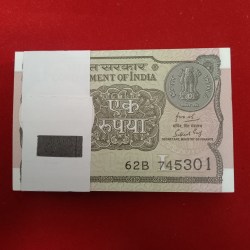 त सरकार
MENT OF INDIA
एक
रुपया
62B 745301